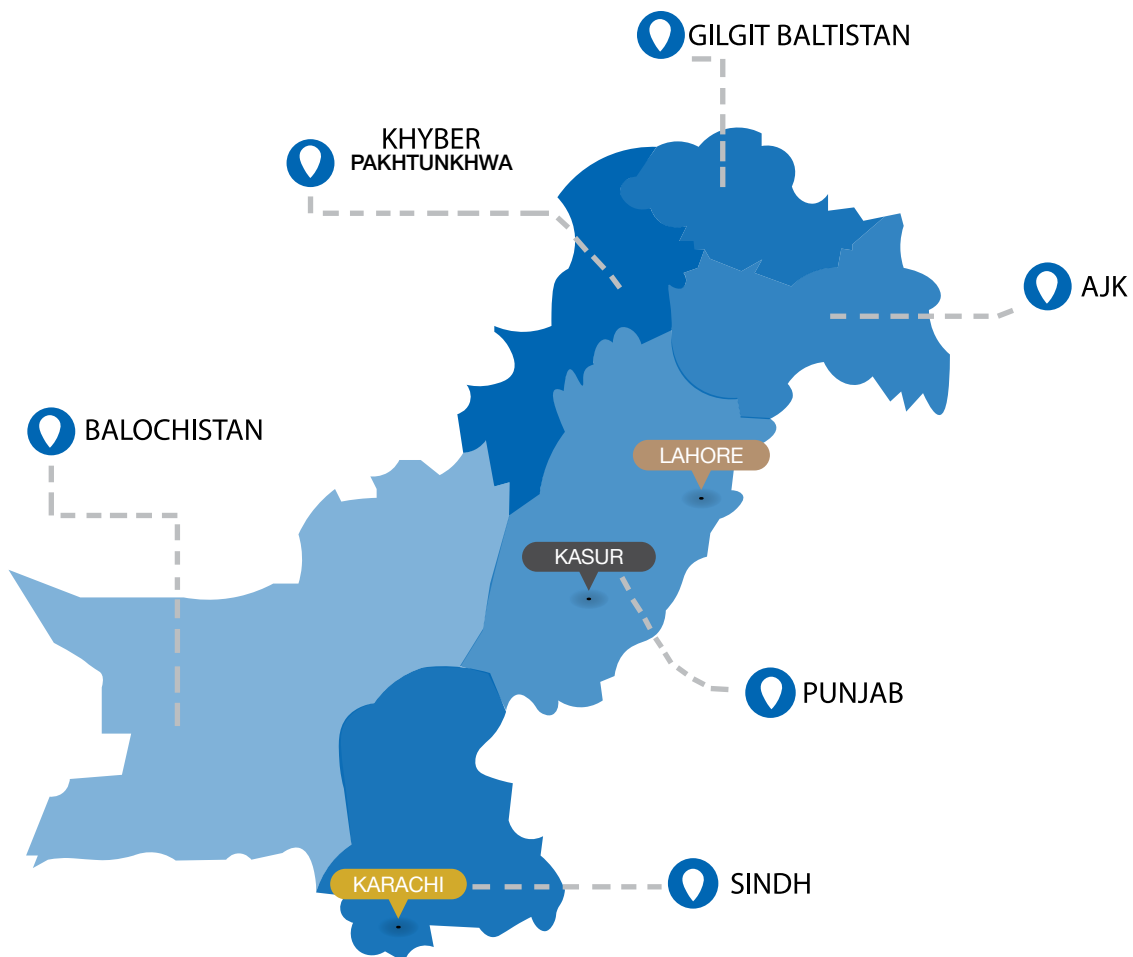 GILGIT BALTISTAN
KHYBER
PAKHTUNKHWA
AJK
BALOCHISTAN
LAHORE
KASUR
PUNJAB
KARACHI
SINDH